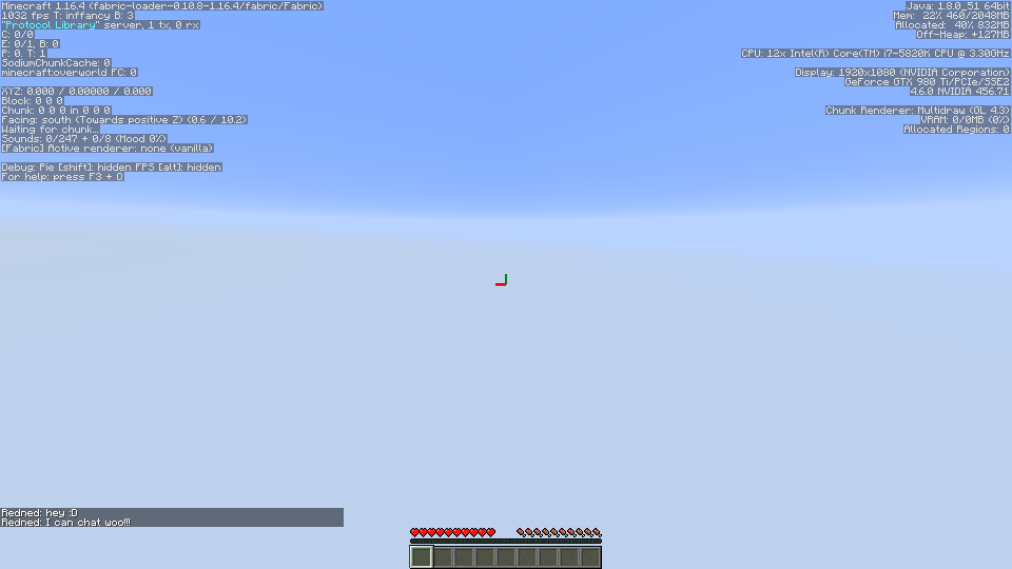 Minecraft 1.16.4 (fabric-loader-0.10.8-1.16.4/fabric/Fabric)
1032 fps T: inffancy B: 3
"Protocol Library" server, 1 tx, 0 rx
C: 0/0
E: 0/1, B: 0
P: 0. T: 1
SodiumChunkCache: 0
minecraft:overworld FC: 0
XYZ: 0.000 / 0.00000 / 0.000
Block: 0 0 0
Chunk: 0 0 0 in 0 0 0
Facing: south (Towards positive Z) (0.6 / 10.2)
Waiting for chunk...
Sounds: 0/247 + 0/8 (Mood 0%)
[Fabric] Active renderer: none (vanilla)
Debug: Pie [shift]: hidden FPS [alt]: hidden
For help: press F3 + Q
Java: 1.8.0_51 64bit
Mem: 22% 460/2048MB
Allocated: 40% 832MB
Off-Heap: +127MB
CPU: 12x Intel(R) Core(TM) i7-5820K CPU @ 3.30GHz
Display: 1920x1080 (NVIDIA Corporation)
GeForce GTX 980 Ti/PCIe/SSE2
4.6.0 NVIDIA 456.71
Chunk Renderer: Multidraw (GL 4.3)
VRAM: 0/0MB (0%)
Allocated Regions: 0
Redned: hey :D
Redned: I can chat woo!!!